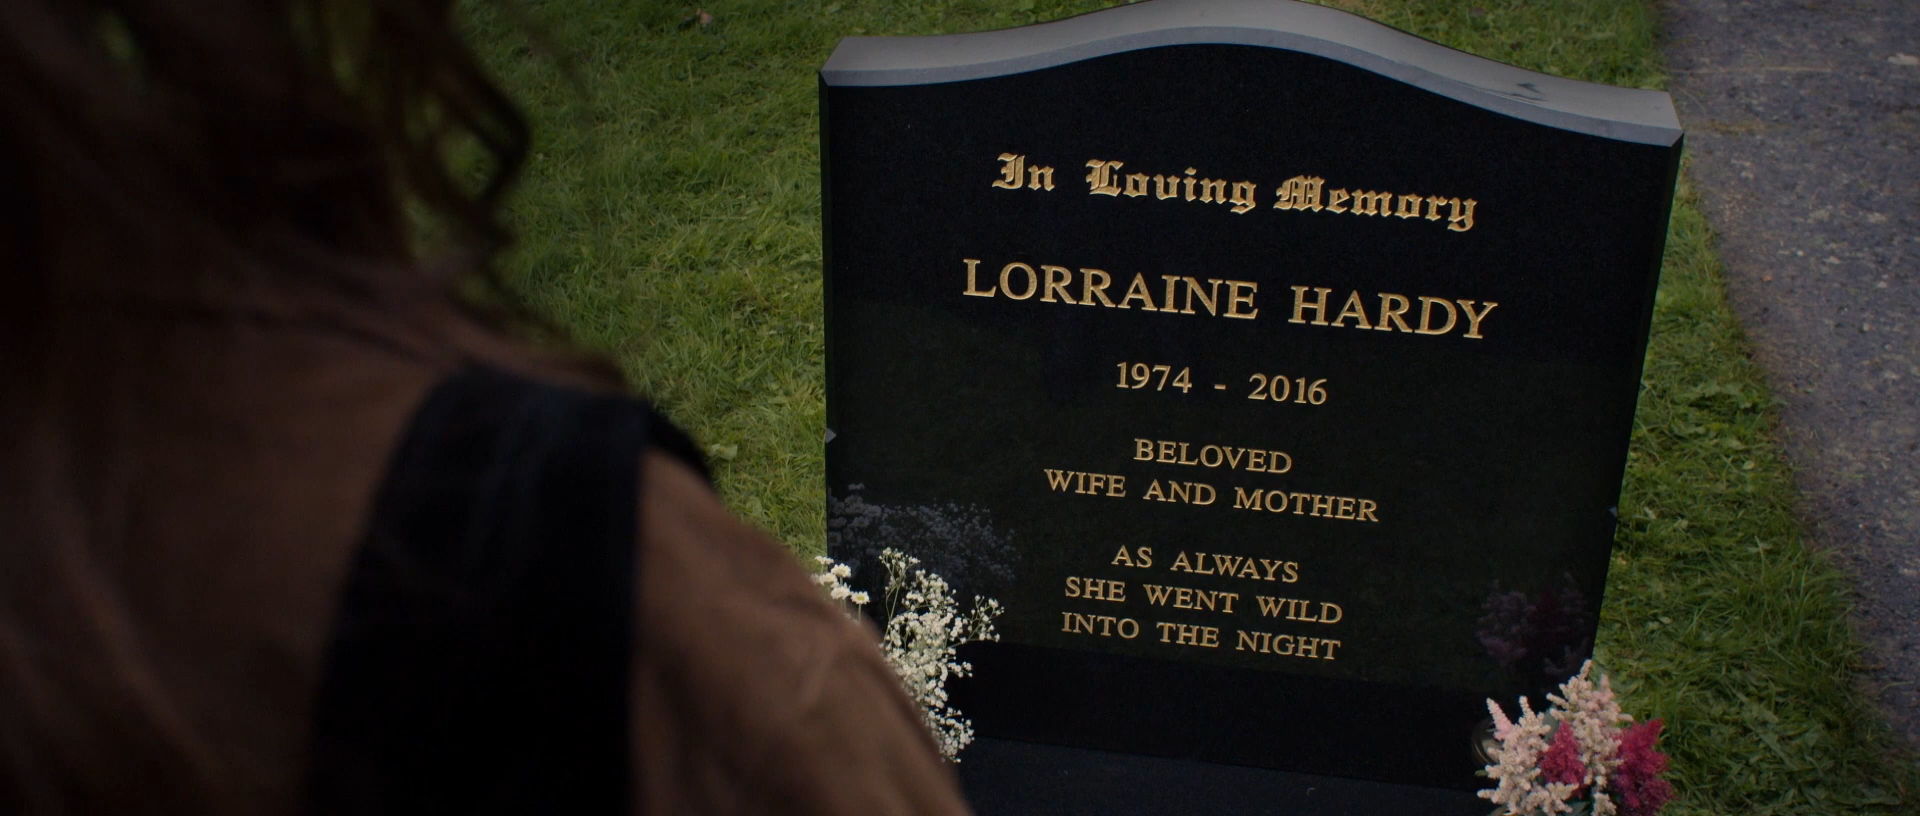 In Loving Memory
LORRAINE HARDY
1974 - 2016
BELOVED
WIFE AND MOTHER
AS ALWAYS
SHE WENT WILD
INTO THE NIGHT